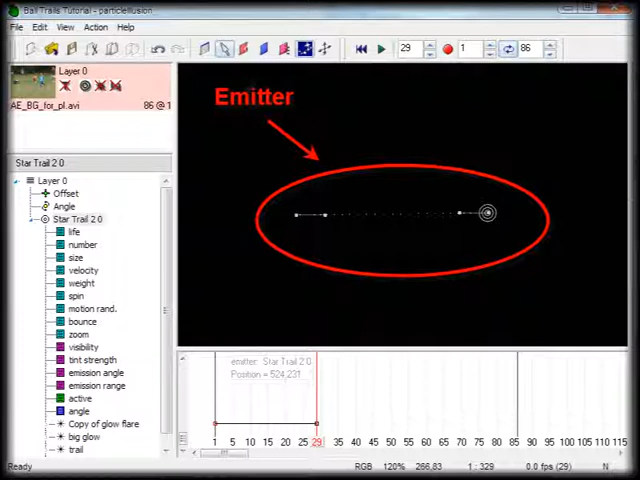 Ball Trails Tutorial - particleIllusion
File Edit View Action Help
29 1 86
Layer 0
AE_BG_for_pI.avi 86 @ 1
Star Trail 2 0
Layer 0
Offset
Angle
Star Trail 2 0
life
number
size
velocity
weight
spin
motion rand.
bounce
zoom
visibility
tint strength
emission angle
emission range
active
angle
Copy of glow flare
big glow
trail
Emitter
emitter: Star Trail 2 0
Position = 524,231
1 5 10 15 20 25 29 35 40 45 50 55 60 65 70 75 80 85 90 95 100 105 110 115
Ready RGB 120% 266,83 1 : 329 0.0 fps (29) N